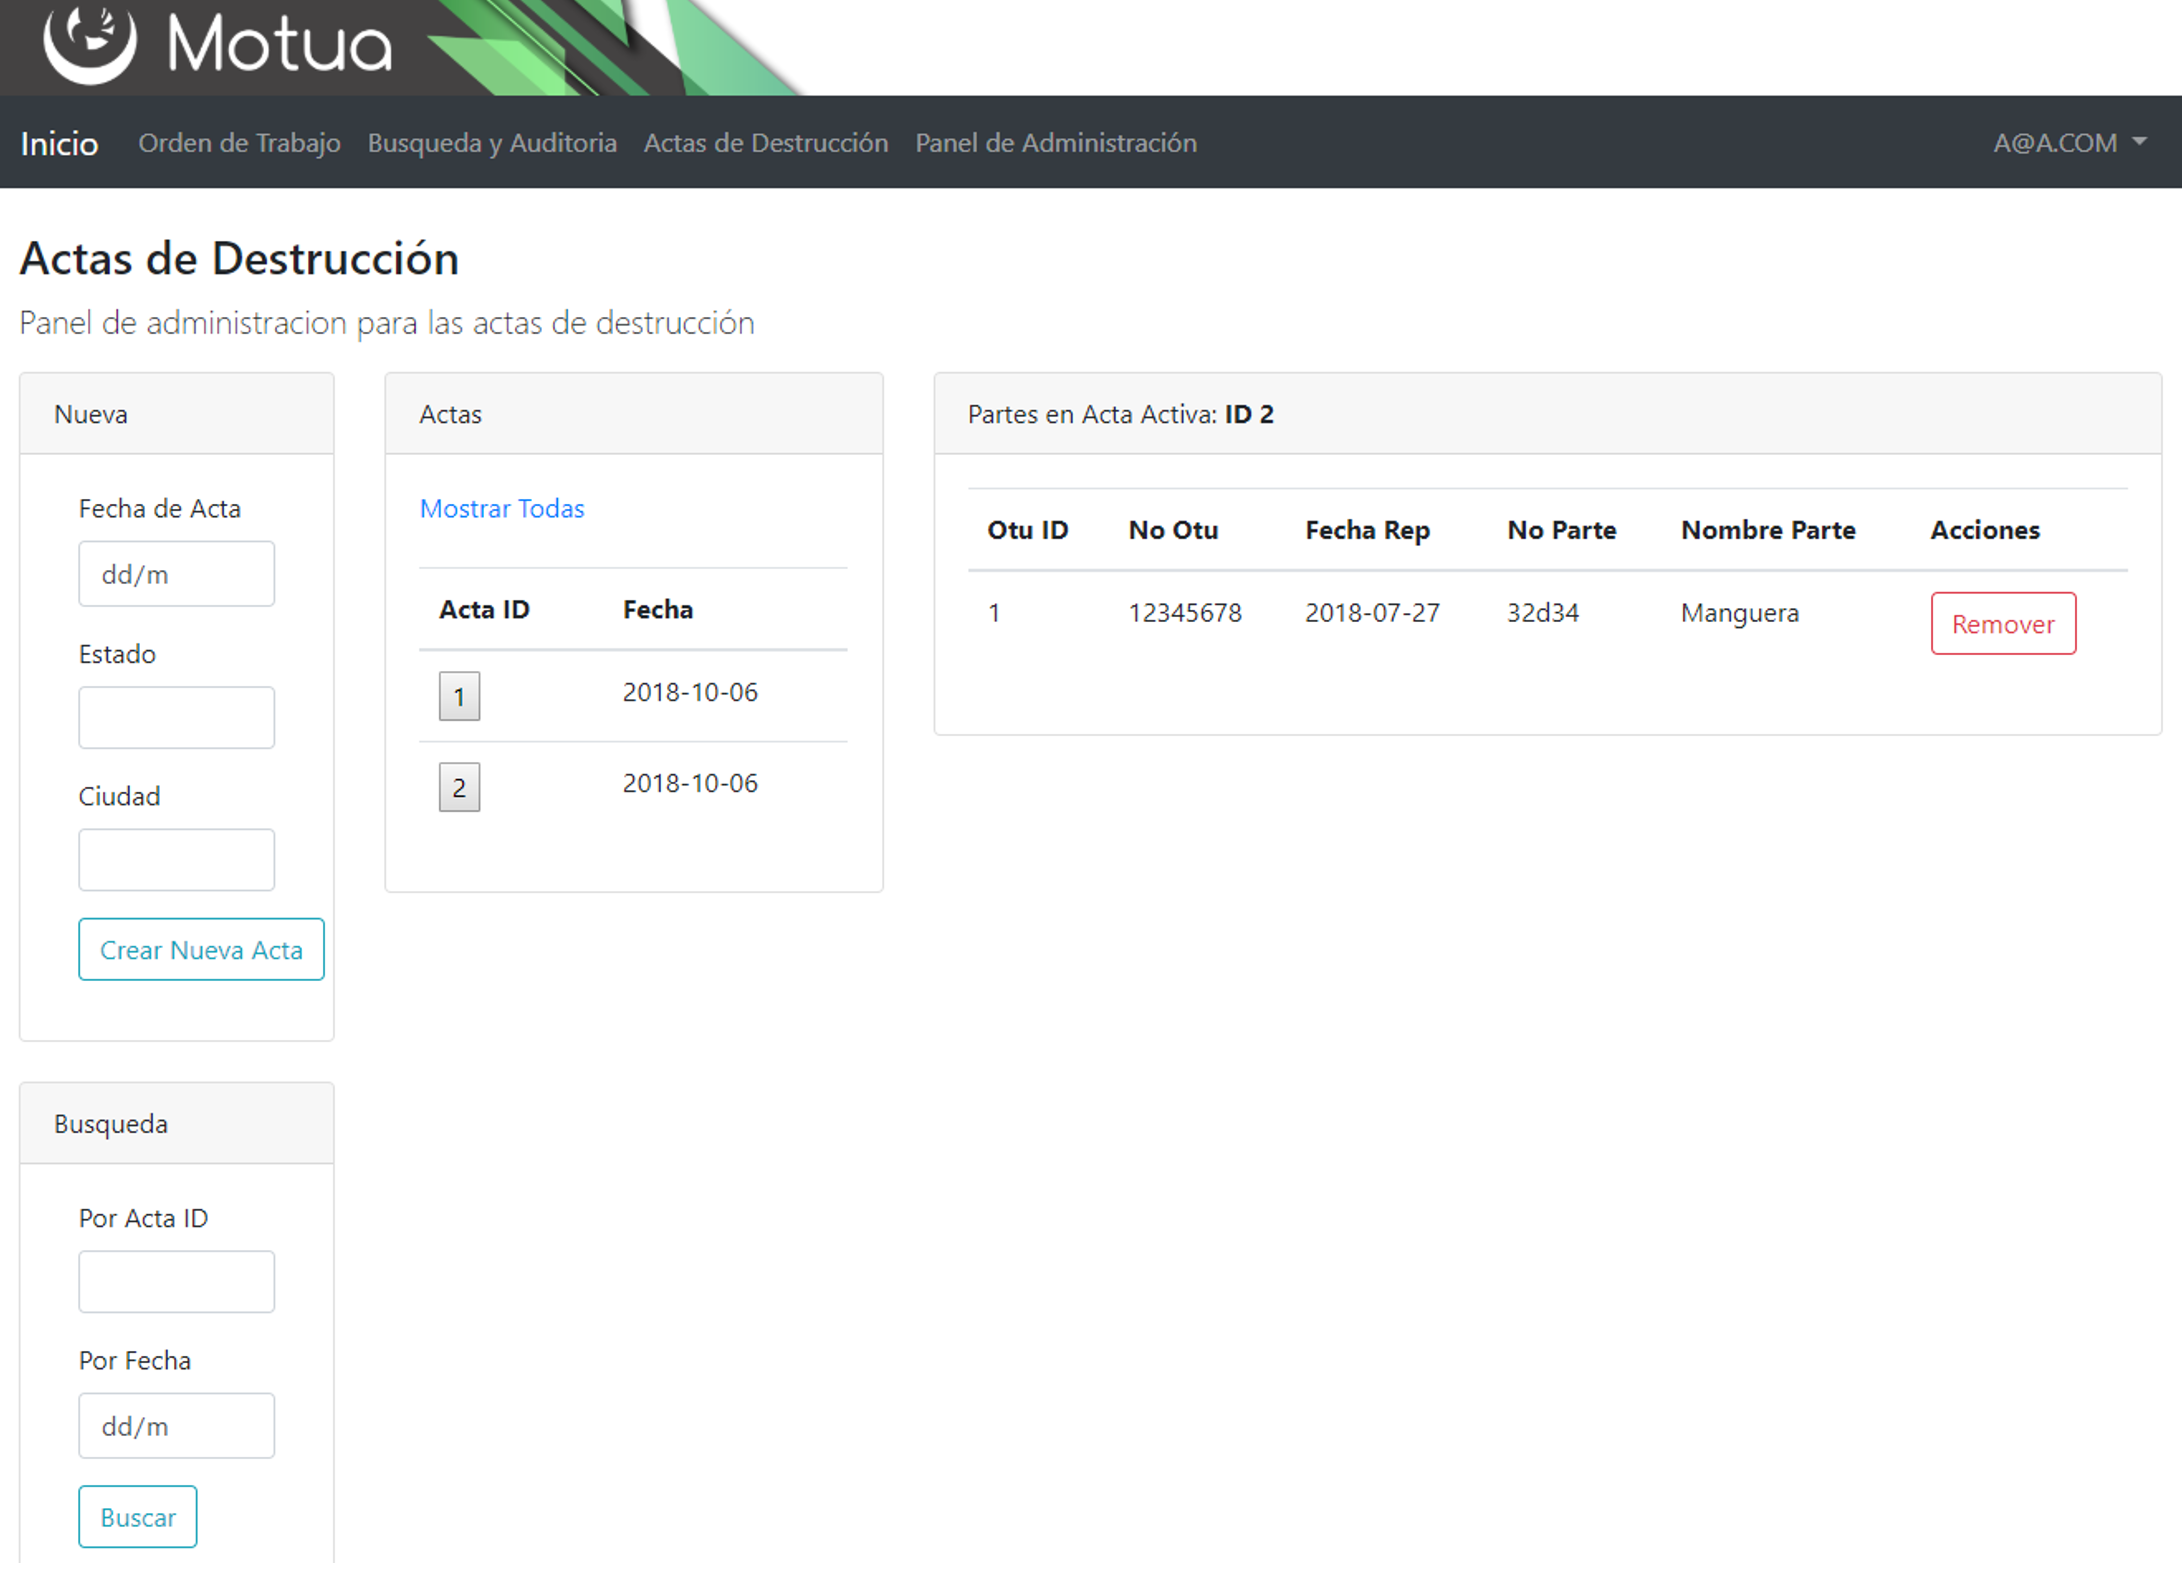 Motua
Inicio Orden de Trabajo Busqueda y Auditoria Actas de Destrucción Panel de Administración A@A.COM
Actas de Destrucción
Panel de administracion para las actas de destrucción
Nueva
Fecha de Acta
dd/m
Estado
Ciudad
Crear Nueva Acta
Busqueda
Por Acta ID
Por Fecha
dd/m
Buscar
Actas
Mostrar Todas
Acta ID Fecha
1 2018-10-06
2 2018-10-06
Partes en Acta Activa: ID 2
Otu ID No Otu Fecha Rep No Parte Nombre Parte Acciones
1 12345678 2018-07-27 32d34 Manguera Remover